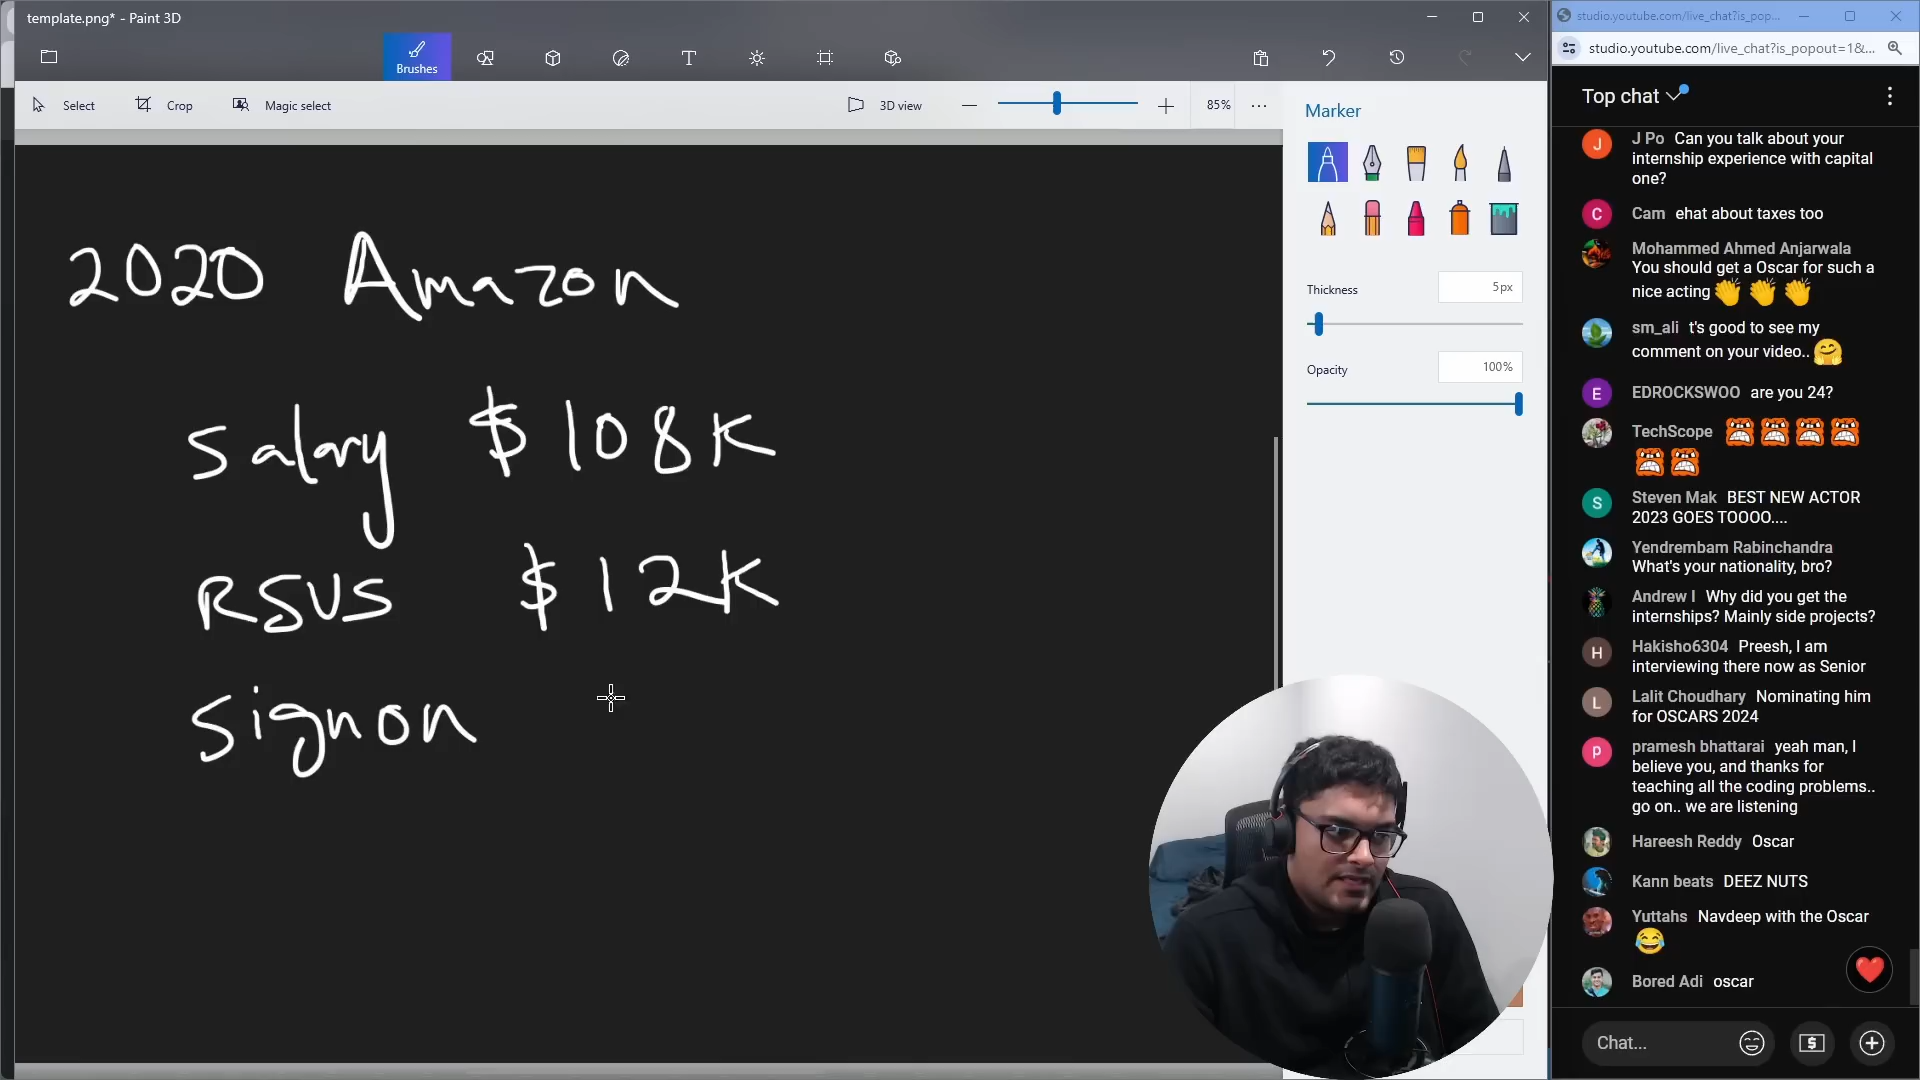 template.png* - Paint 3D
Brushes
Select
Crop
Magic select
3D view
85%
Marker
Thickness
5px
Opacity
100%
2020 Amazon
Salary $108K
RSUS $12K
Signon
studio.youtube.com/live_chat?is_pop...
studio.youtube.com/live_chat?is_popout=1&...
Top chat
J Po Can you talk about your
internship experience with capital
one?
Cam ehat about taxes too
Mohammed Ahmed Anjarwala
You should get a Oscar for such a
nice acting
sm_ali t's good to see my
comment on your video..
EDROCKSWOO are you 24?
TechScope
Steven Mak BEST NEW ACTOR
2023 GOES TOOOO....
Yendrembam Rabinchandra
What's your nationality, bro?
Andrew I Why did you get the
internships? Mainly side projects?
Hakisho6304 Preesh, I am
interviewing there now as Senior
Lalit Choudhary Nominating him
for OSCARS 2024
pramesh bhattarai yeah man, I
believe you, and thanks for
teaching all the coding problems..
go on.. we are listening
Hareesh Reddy Oscar
Kann beats DEEZ NUTS
Yuttahs Navdeep with the Oscar
Bored Adi oscar
Chat...
J
C
E
S
H
L
P